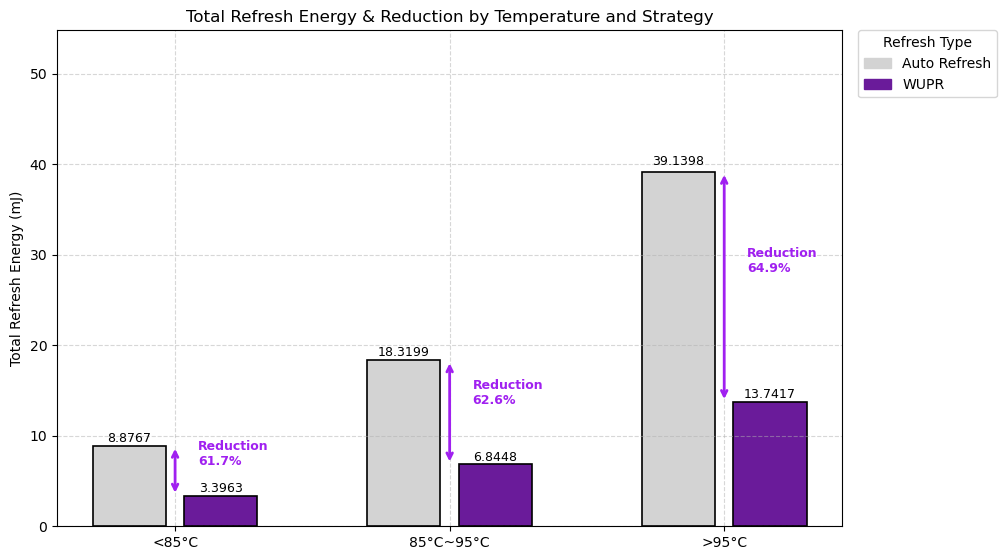 Total Refresh Energy & Reduction by Temperature and Strategy
Refresh Type
Auto Refresh
WUPR
Total Refresh Energy (mJ)
50
40
30
20
10
0
39.1398
Reduction
64.9%
18.3199
Reduction
62.6%
13.7417
8.8767
Reduction
61.7%
6.8448
3.3963
<85°C
85°C~95°C
>95°C